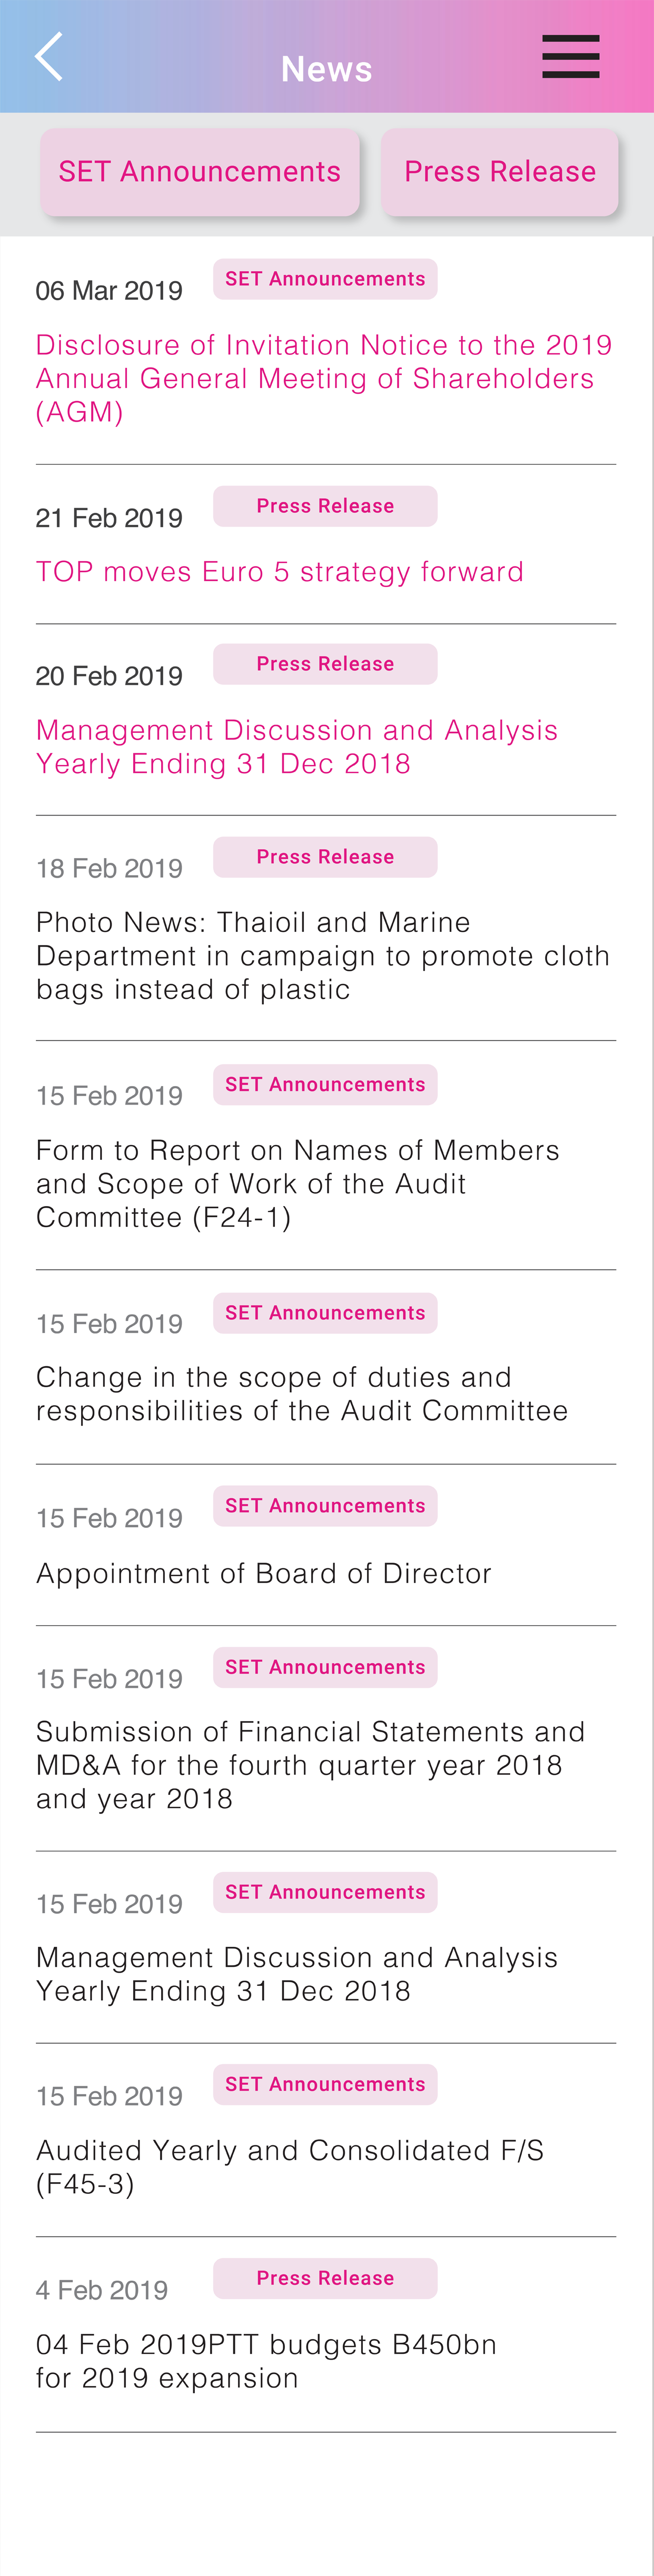 News
SET Announcements
Press Release
06 Mar 2019
SET Announcements
Disclosure of Invitation Notice to the 2019
Annual General Meeting of Shareholders
(AGM)
21 Feb 2019
Press Release
TOP moves Euro 5 strategy forward
20 Feb 2019
Press Release
Management Discussion and Analysis
Yearly Ending 31 Dec 2018
18 Feb 2019
Press Release
Photo News: Thaioil and Marine
Department in campaign to promote cloth
bags instead of plastic
15 Feb 2019
SET Announcements
Form to Report on Names of Members
and Scope of Work of the Audit
Committee (F24-1)
15 Feb 2019
SET Announcements
Change in the scope of duties and
responsibilities of the Audit Committee
15 Feb 2019
SET Announcements
Appointment of Board of Director
15 Feb 2019
SET Announcements
Submission of Financial Statements and
MD&A for the fourth quarter year 2018
and year 2018
15 Feb 2019
SET Announcements
Management Discussion and Analysis
Yearly Ending 31 Dec 2018
15 Feb 2019
SET Announcements
Audited Yearly and Consolidated F/S
(F45-3)
4 Feb 2019
Press Release
04 Feb 2019PTT budgets B450bn
for 2019 expansion